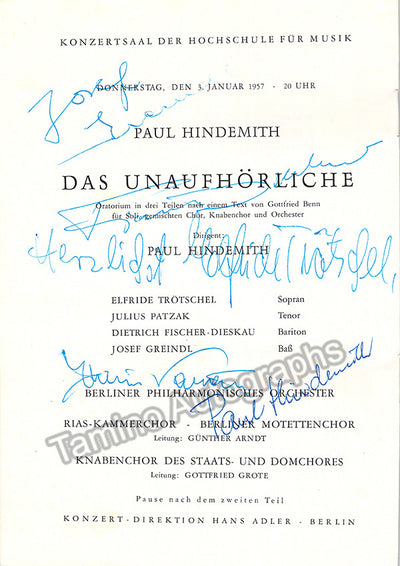 KONZERTSAAL DER HOCHSCHULE FÜR MUSIK
DONNERSTAG, DEN 3. JANUAR 1957 - 20 UHR
Josef
Greindl
PAUL HINDEMITH
DAS UNAUFHÖRLICHE
Oratorium in drei Teilen nach einem Text von Gottfried Benn
für Soli, gemischten Chor, Knabenchor und Orchester
Dirigent:
Herzlichst Elfride Trötschel
PAUL HINDEMITH
ELFRIDE TRÖTSCHEL Sopran
JULIUS PATZAK Tenor
DIETRICH FISCHER-DIESKAU Bariton
JOSEF GREINDL Baß
BERLINER PHILHARMONISCHES ORCHESTER
Paul Hindemith
RIAS-KAMMERCHOR - BERLINER MOTETTENCHOR
Leitung: GÜNTHER ARNDT
KNABENCHOR DES STAATS- UND DOMCHORES
Leitung: GOTTFRIED GROTE
Pause nach dem zweiten Teil
KONZERT-DIREKTION HANS ADLER - BERLIN
Tamino Autographs